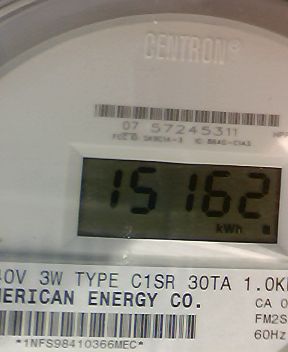 CENTRON®
07 57245311
15162
kWh
40V 3W TYPE C1SR 30TA 1.0K
MERICAN ENERGY CO.
CA 0
FM2S
60Hz
*1NFS98410366MEC*